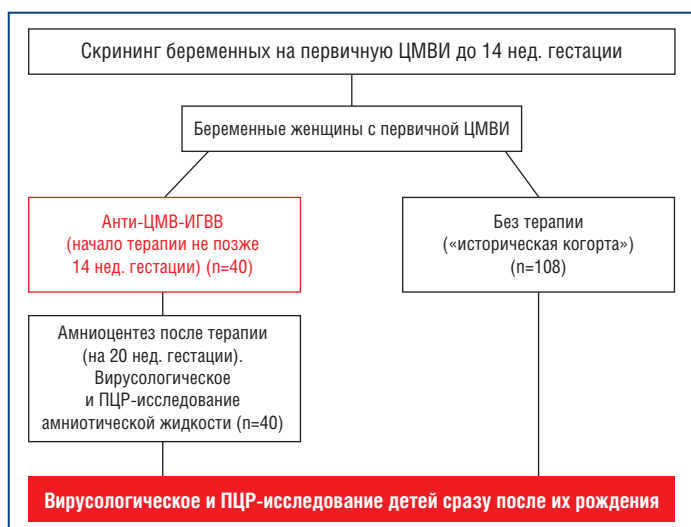 Скрининг беременных на первичную ЦМВИ до 14 нед. гестации
Беременные женщины с первичной ЦМВИ
Анти-ЦМВ-ИГВВ
(начало терапии не позже
14 нед. гестации) (n=40)
Без терапии
(«историческая когорта»)
(n=108)
Амниоцентез после терапии
(на 20 нед. гестации).
Вирусологическое
и ПЦР-исследование
амниотической жидкости (n=40)
Вирусологическое и ПЦР-исследование детей сразу после их рождения